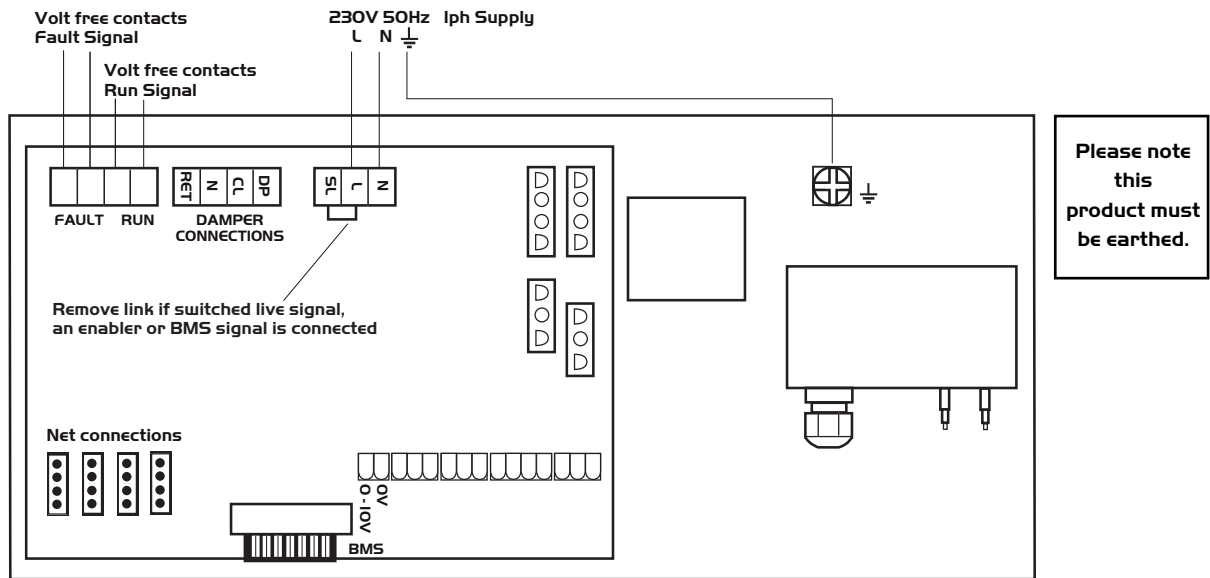 Volt free contacts
Fault Signal
Volt free contacts
Run Signal
230V 50Hz Iph Supply
L N
FAULT RUN
RET N CL DP
DAMPER
CONNECTIONS
SL L N
Please note
this
product must
be earthed.
Remove link if switched live signal,
an enabler or BMS signal is connected
Net connections
0-10V
0V
BMS